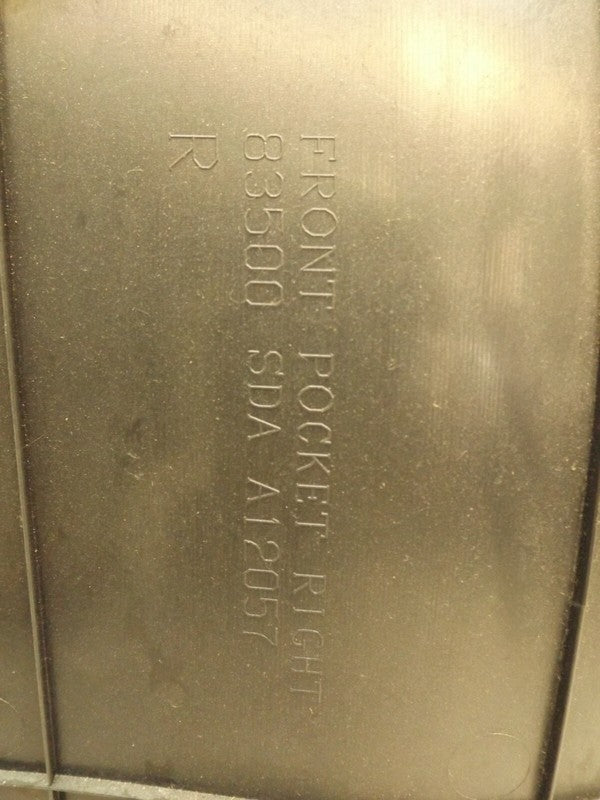 FRONT POCKET RIGHT
83500 SDA A12057
R